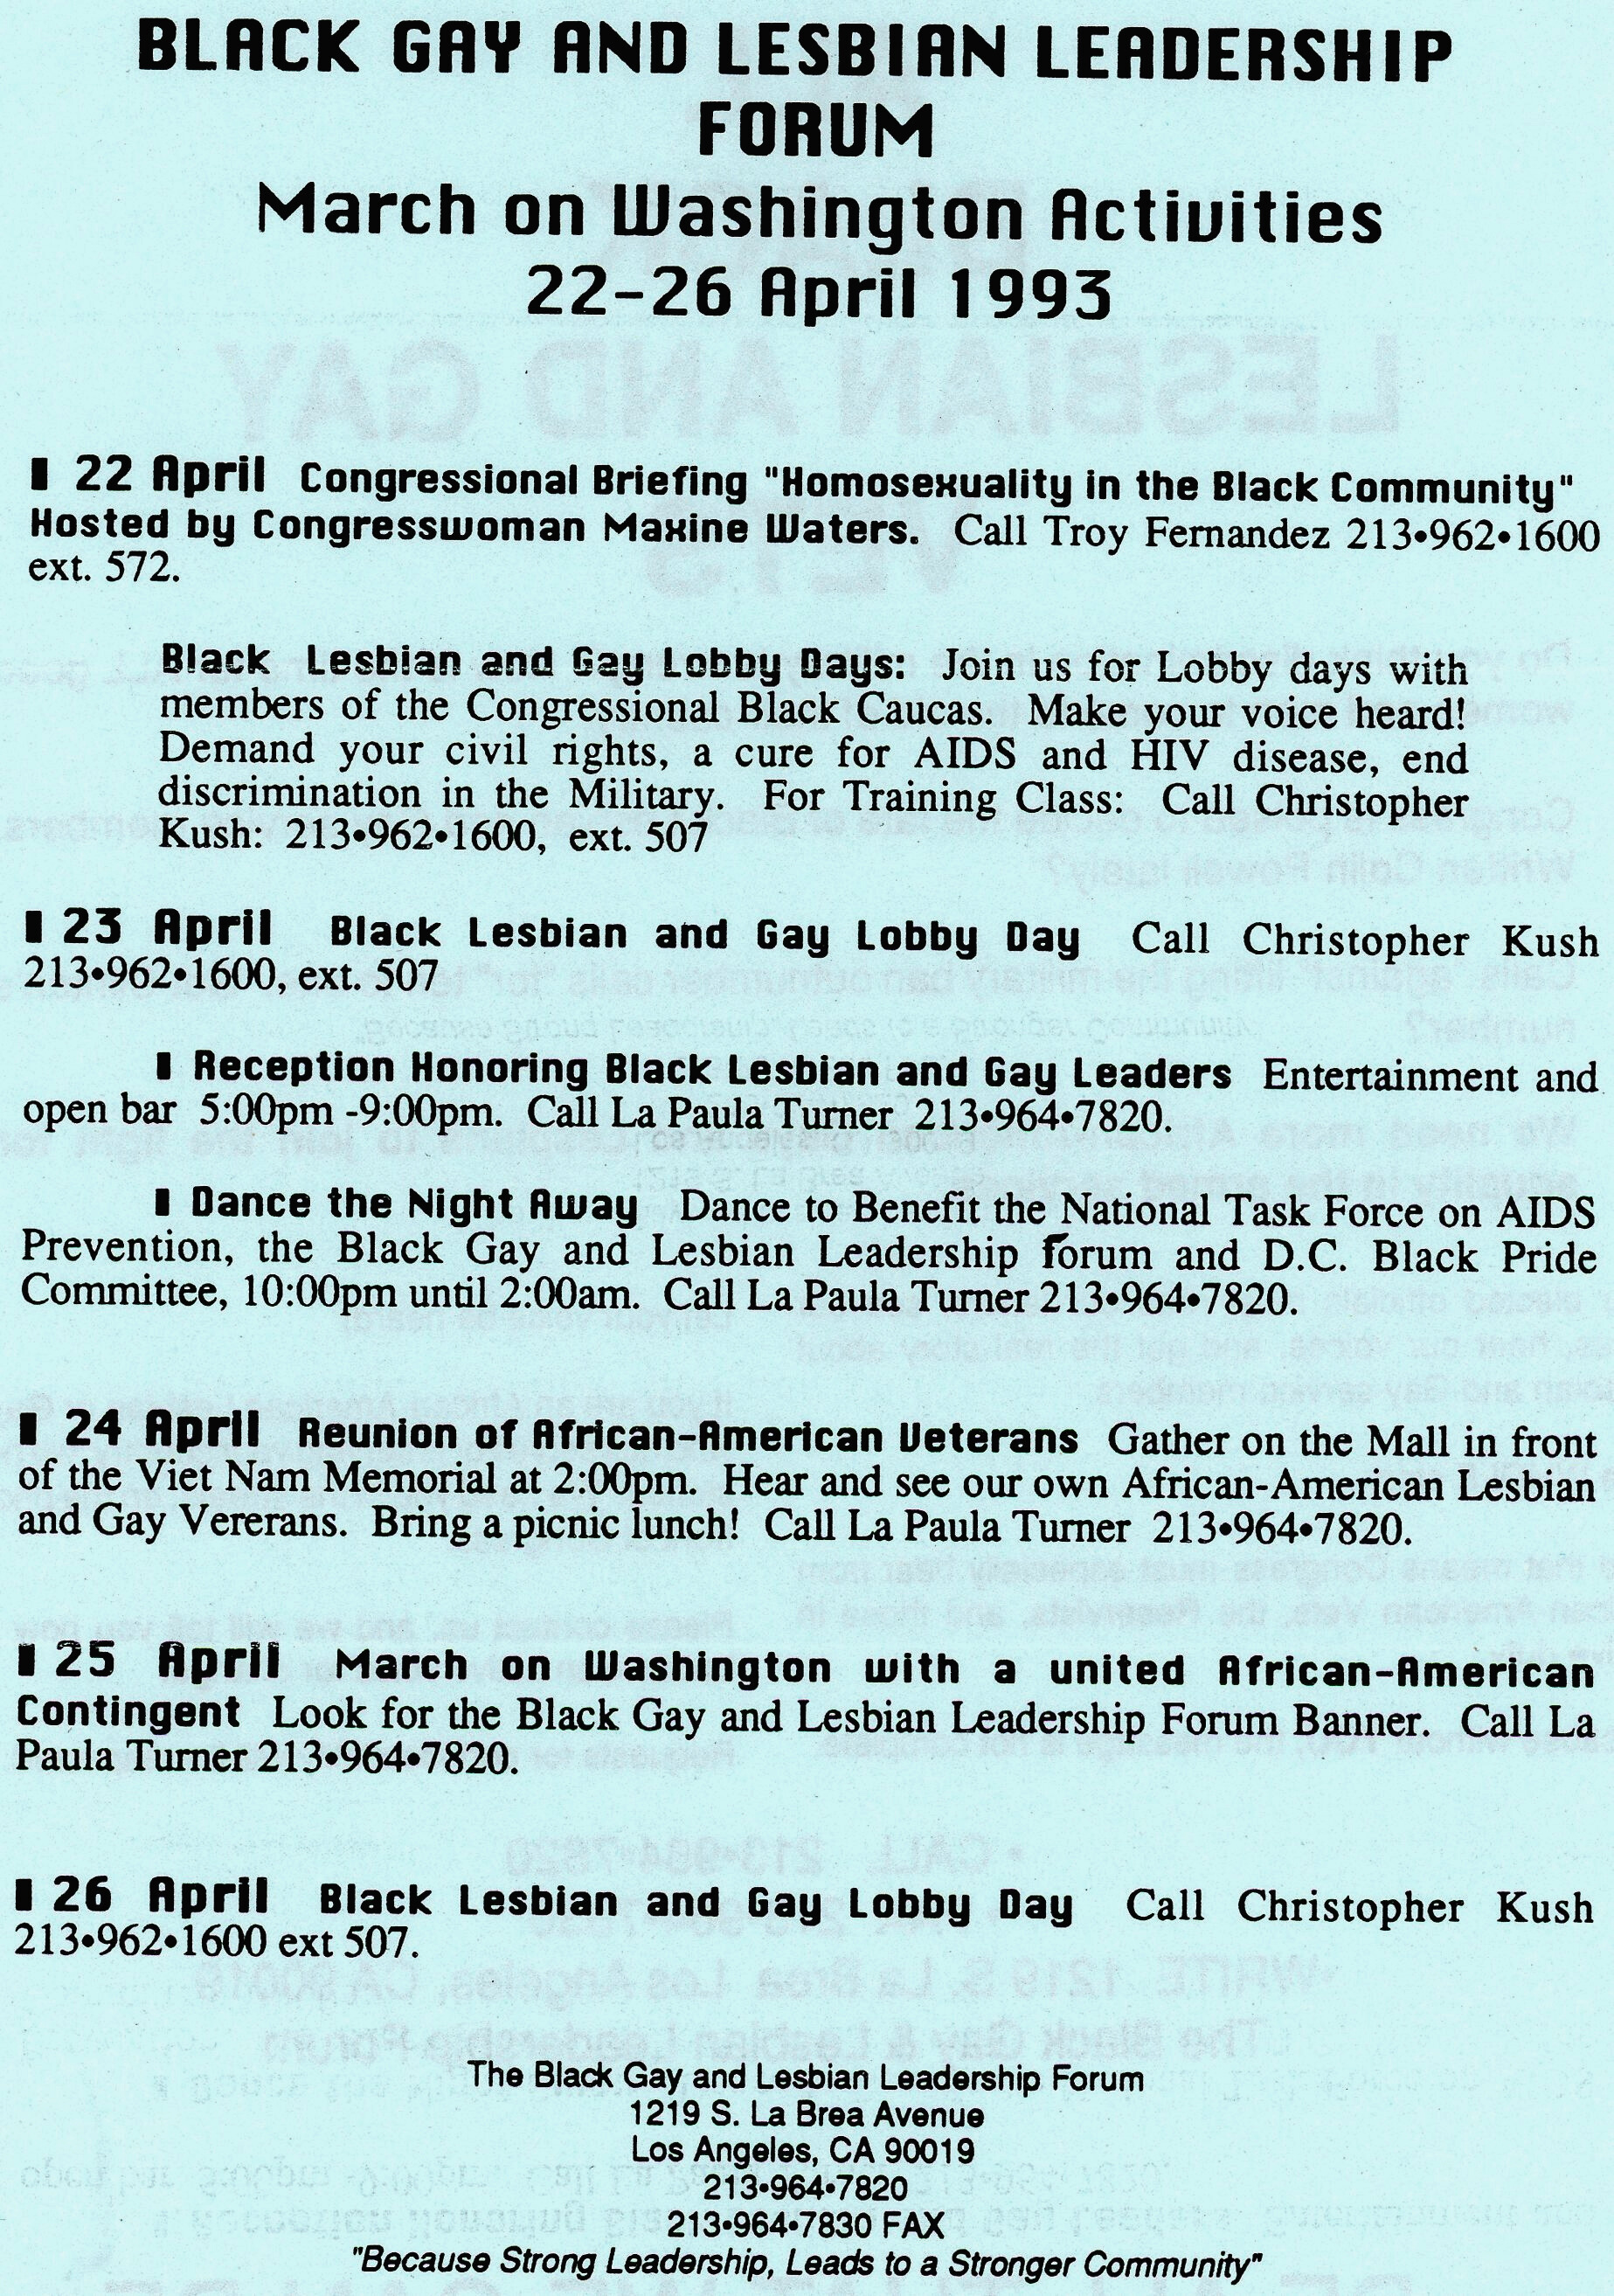 BLACK GAY AND LESBIAN LEADERSHIP
FORUM
March on Washington Activities
22-26 April 1993
22 April Congressional Briefing "Homosexuality in the Black Community"
Hosted by Congresswoman Maxine Waters. Call Troy Fernandez 213•962•1600
ext. 572.
Black Lesbian and Gay Lobby Days: Join us for Lobby days with
members of the Congressional Black Caucas. Make your voice heard!
Demand your civil rights, a cure for AIDS and HIV disease, end
discrimination in the Military. For Training Class: Call Christopher
Kush: 213•962•1600, ext. 507
23 April Black Lesbian and Gay Lobby Day Call Christopher Kush
213•962•1600, ext. 507
Reception Honoring Black Lesbian and Gay Leaders Entertainment and
open bar 5:00pm -9:00pm. Call La Paula Turner 213•964•7820.
Dance the Night Away Dance to Benefit the National Task Force on AIDS
Prevention, the Black Gay and Lesbian Leadership forum and D.C. Black Pride
Committee, 10:00pm until 2:00am. Call La Paula Turner 213•964•7820.
24 April Reunion of African-American Veterans Gather on the Mall in front
of the Viet Nam Memorial at 2:00pm. Hear and see our own African-American Lesbian
and Gay Vererans. Bring a picnic lunch! Call La Paula Turner 213•964•7820.
25 April March on Washington with a united African-American
Contingent Look for the Black Gay and Lesbian Leadership Forum Banner. Call La
Paula Turner 213•964•7820.
26 April Black Lesbian and Gay Lobby Day Call Christopher Kush
213•962•1600 ext 507.
The Black Gay and Lesbian Leadership Forum
1219 S. La Brea Avenue
Los Angeles, CA 90019
213•964•7820
213•964•7830 FAX
"Because Strong Leadership, Leads to a Stronger Community"